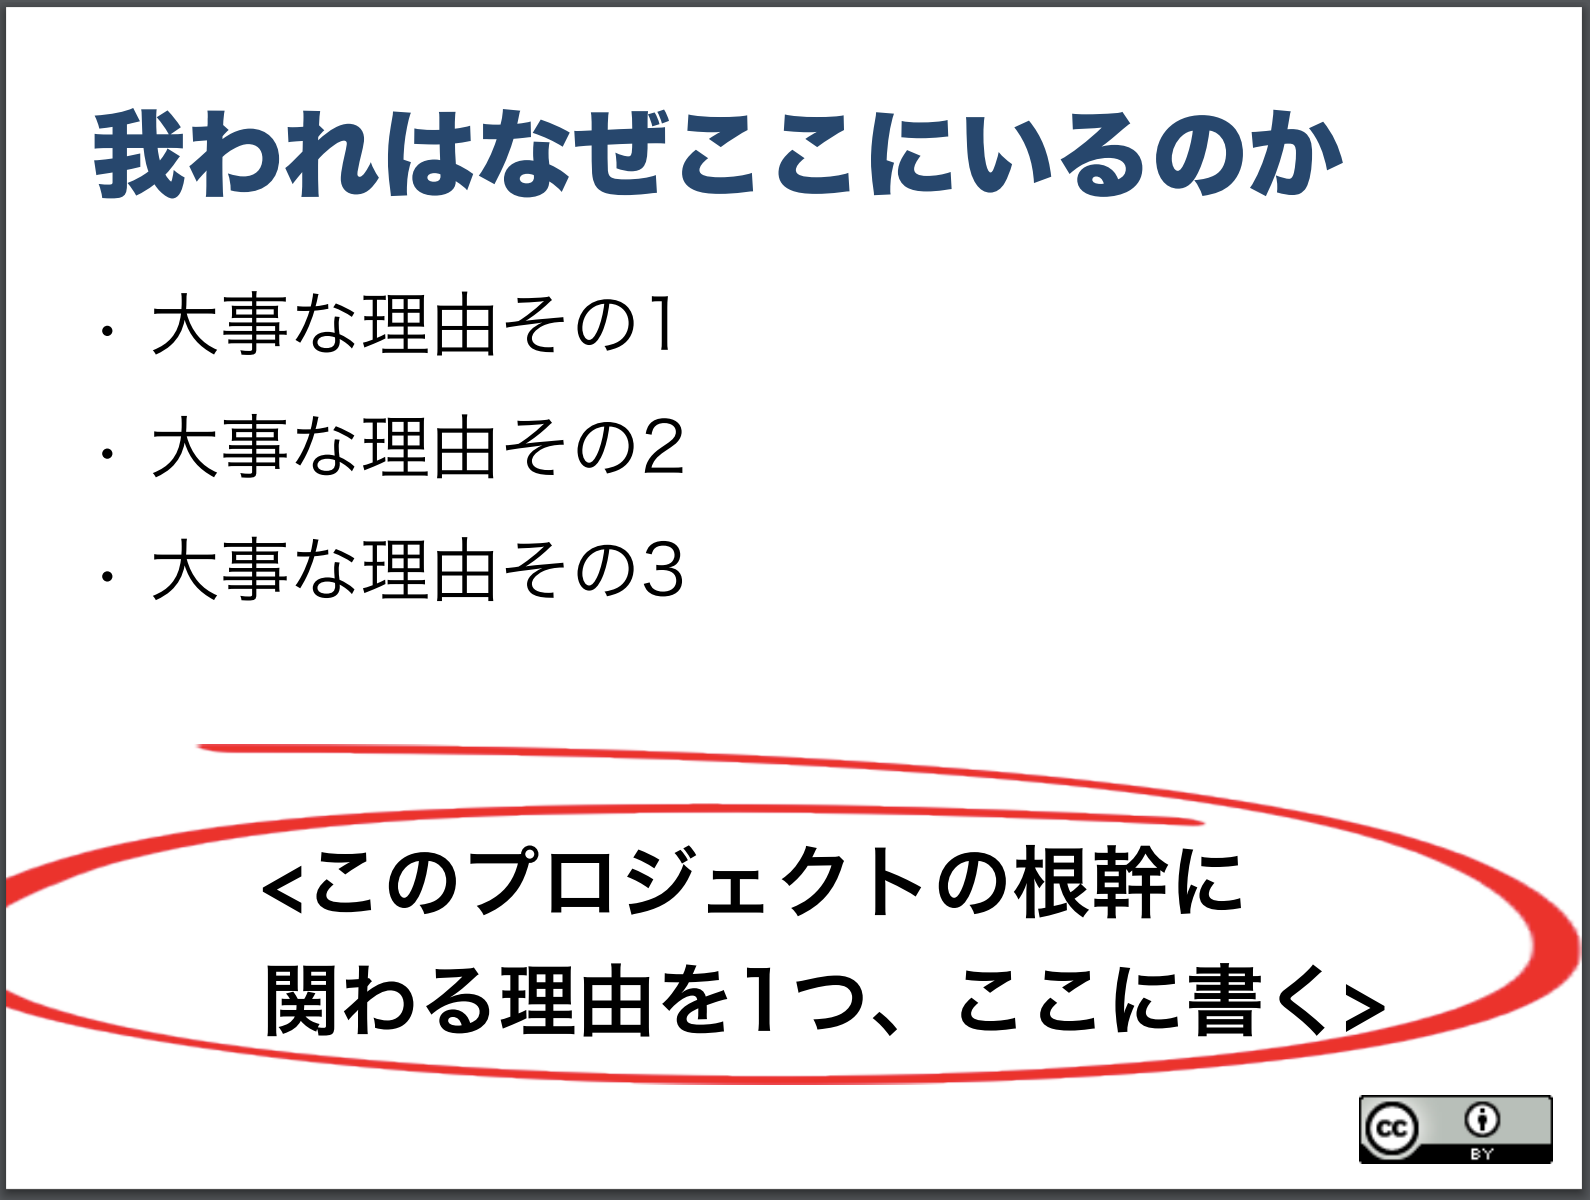 我われはなぜここにいるのか
・大事な理由その1
・大事な理由その2
・大事な理由その3
<このプロジェクトの根幹に
関わる理由を1つ、ここに書く>
cc
BY